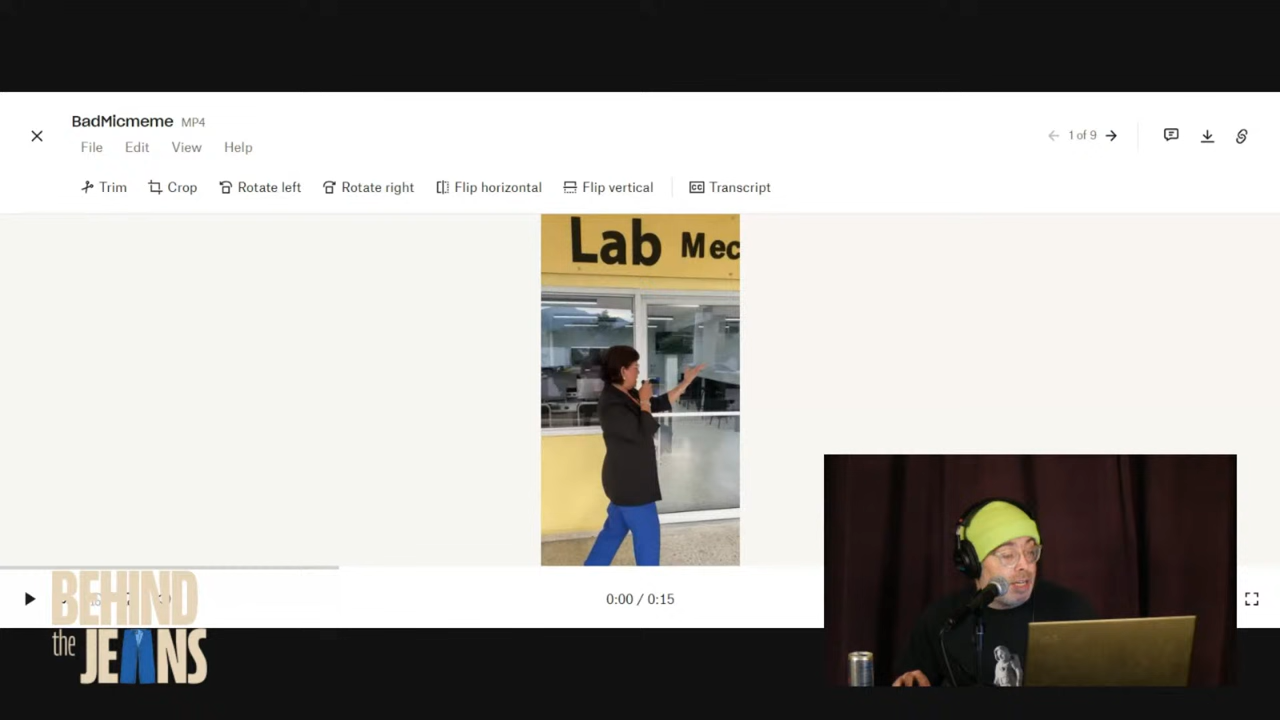 BadMicmeme MP4
File Edit View Help
1 of 9
Trim Crop Rotate left Rotate right Flip horizontal Flip vertical CC Transcript
Lab Mec
0:00 / 0:15
BEHIND
the JEANS